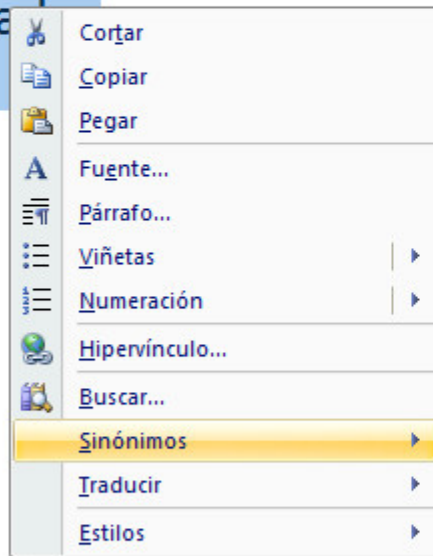 Cortar
Copiar
Pegar
Fuente...
Párrafo...
Viñetas
Numeración
Hipervínculo...
Buscar...
Sinónimos
Traducir
Estilos